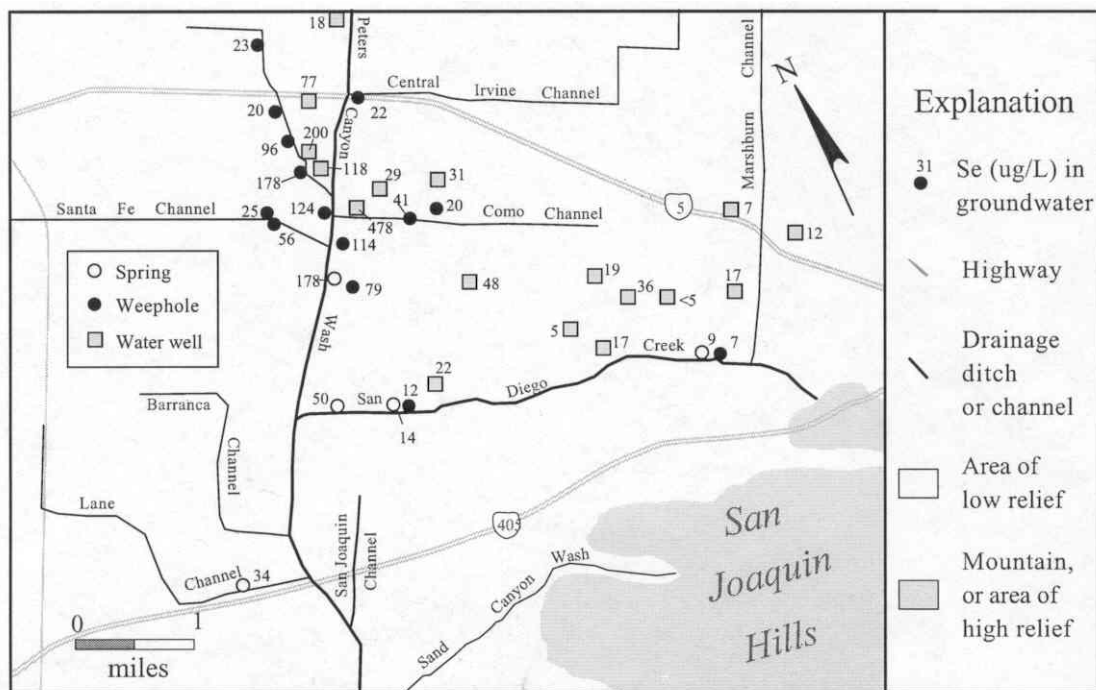 18
Peters
23
77
Central
Irvine
Channel
20
22
Canyon
96
200
118
178
29
31
Marshburn
Channel
N
5
7
12
Santa Fe Channel
25
124
41
20
Como Channel
478
56
114
178
79
48
19
36
<5
17
5
17
Creek
9
7
Spring
Weephole
Water well
Wash
22
Diego
50
San
12
14
Barranca
Channel
Lane
Channel
34
San Joaquin
Channel
405
Sand
Canyon
Wash
San
Joaquin
Hills
0
1
miles
Explanation
31
Se (ug/L) in
groundwater
Highway
Drainage
ditch
or channel
Area of
low relief
Mountain,
or area of
high relief